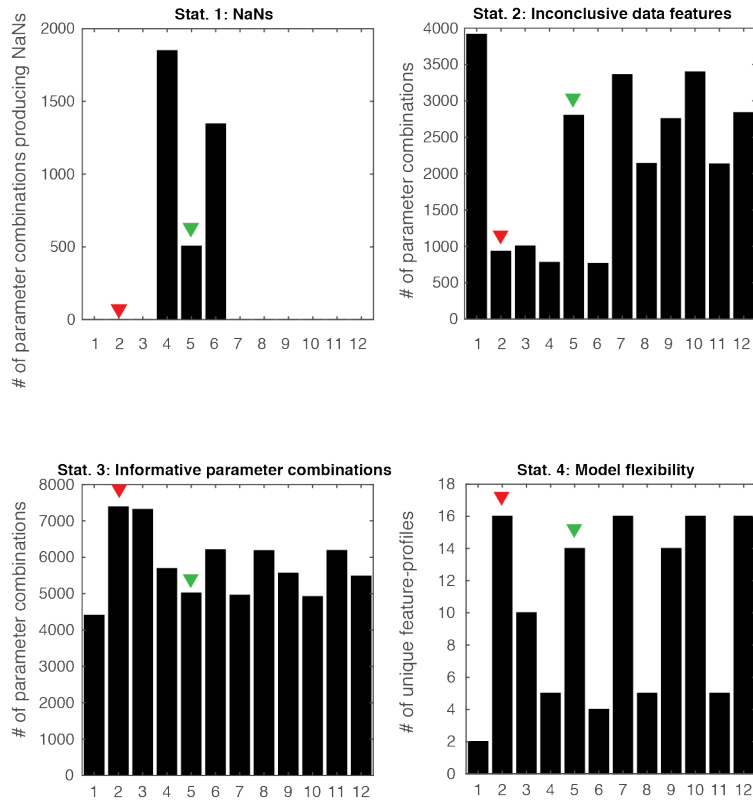 Stat. 1: NaNs
# of parameter combinations producing NaNs
2000
1500
1000
500
0
1 2 3 4 5 6 7 8 9 10 11 12
Stat. 2: Inconclusive data features
# of parameter combinations
4000
3500
3000
2500
2000
1500
1000
500
0
1 2 3 4 5 6 7 8 9 10 11 12
Stat. 3: Informative parameter combinations
# of parameter combinations
8000
7000
6000
5000
4000
3000
2000
1000
0
1 2 3 4 5 6 7 8 9 10 11 12
Stat. 4: Model flexibility
# of unique feature-profiles
18
16
14
12
10
8
6
4
2
0
1 2 3 4 5 6 7 8 9 10 11 12